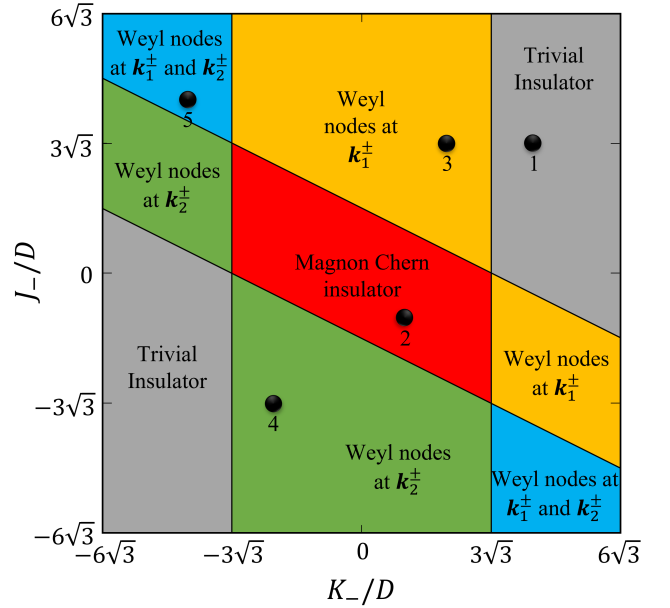 6√3
3√3
0
−3√3
−6√3
J₋/D
Weyl nodes
at k₁± and k₂±
5
Weyl nodes
at k₂±
Weyl
nodes at
k₁±
3
Trivial
Insulator
1
Magnon Chern
insulator
2
Trivial
Insulator
4
Weyl nodes
at k₂±
Weyl nodes
at k₁±
Weyl nodes at
k₁± and k₂±
−6√3 −3√3 0 3√3 6√3
K₋/D